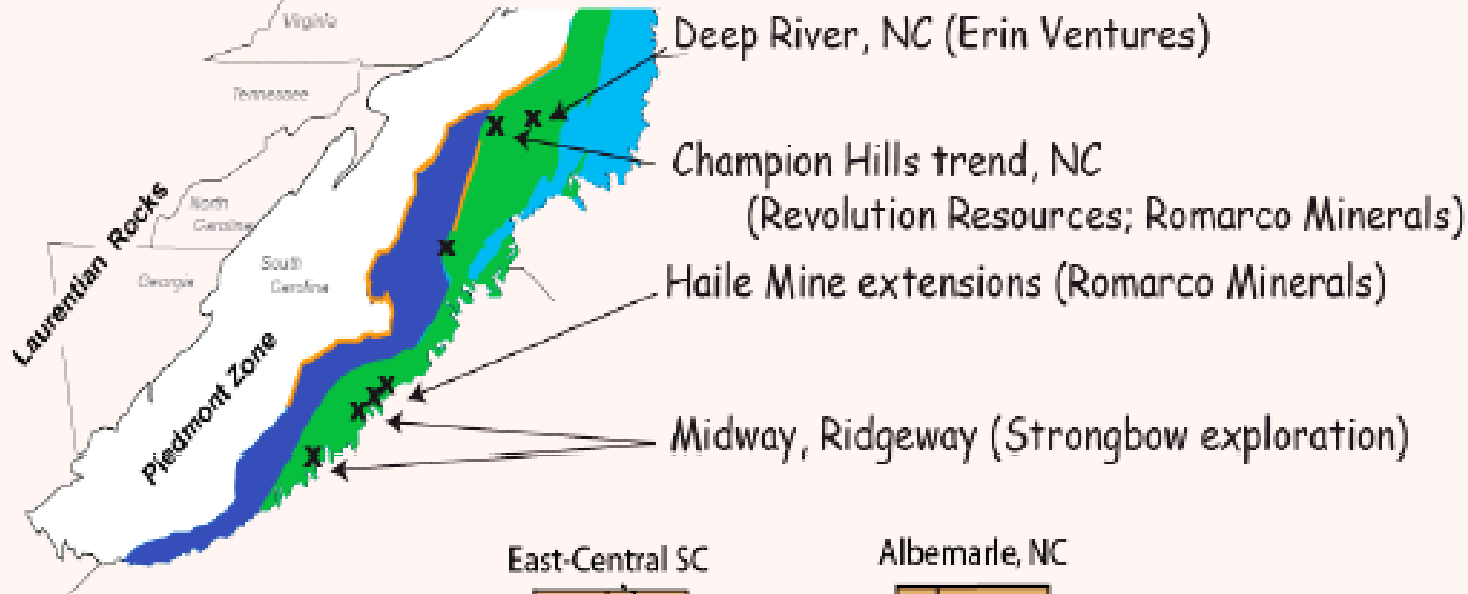 Virginia
Deep River, NC (Erin Ventures)
Tennessee
x x
Champion Hills trend, NC
(Revolution Resources; Romarco Minerals)
North
Carolina
Laurentian Rocks
x
South
Carolina
Georgia
Haile Mine extensions (Romarco Minerals)
Piedmont Zone
x x x
Midway, Ridgeway (Strongbow exploration)
x
East-Central SC
Albemarle, NC